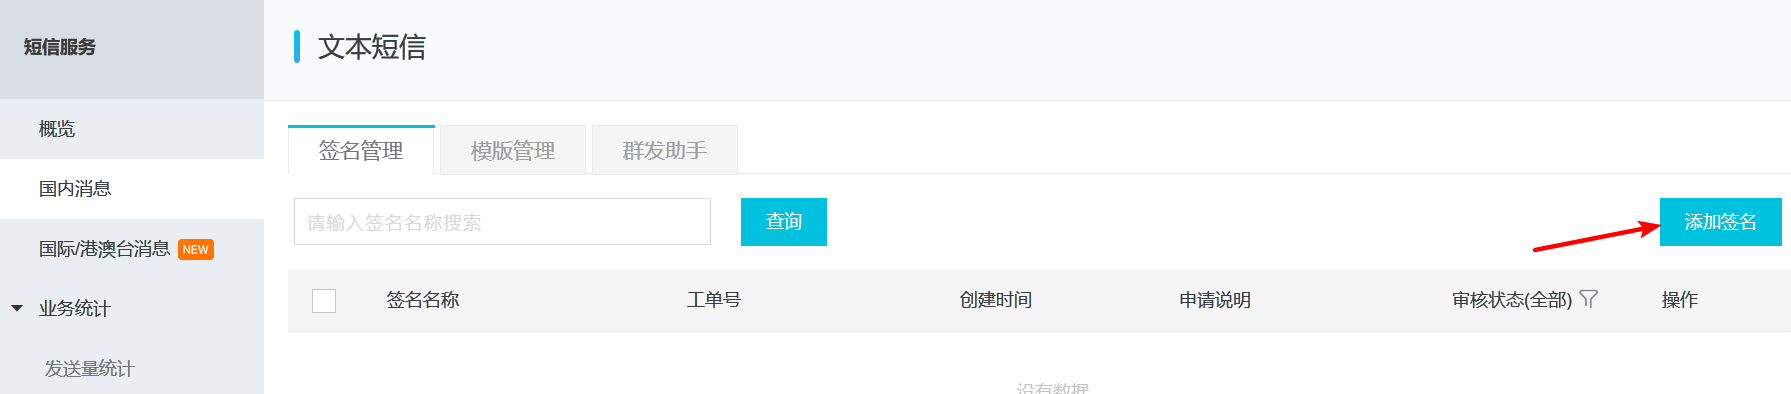 短信服务
概览
国内消息
国际/港澳台消息 NEW
业务统计
发送量统计
文本短信
签名管理 模版管理 群发助手
请输入签名名称搜索 查询 添加签名
签名名称 工单号 创建时间 申请说明 审核状态(全部) 操作
没有数据